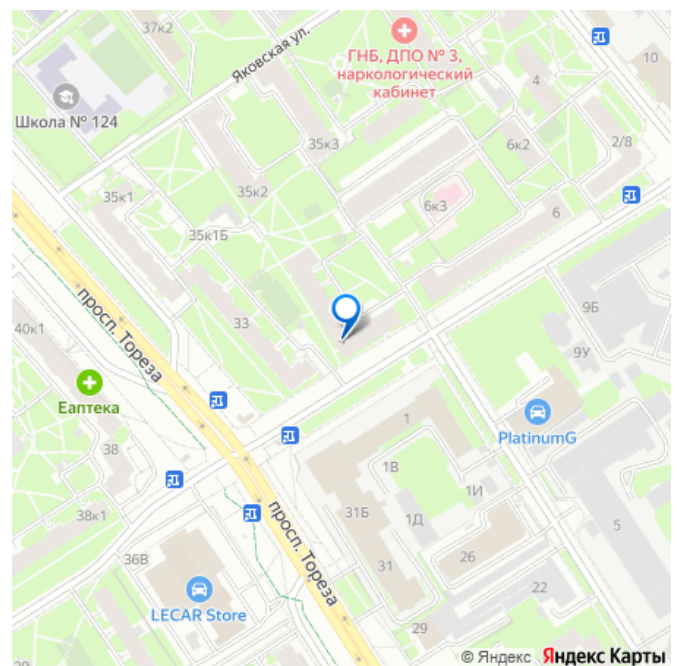 37к2
Яковская ул.
ГНБ, ДПО № 3,
наркологический
кабинет
10
4
Школа № 124
35к3
6к2
2/8
35к1
35к2
6к3
6
35к1Б
просп. Тореза
33
9Б
40к1
9У
Еаптека
1
PlatinumG
38
1В
1И
31Б
1Д
5
38к1
просп. Тореза
36В
31
26
22
LECAR Store
29
© Яндекс Яндекс Карты